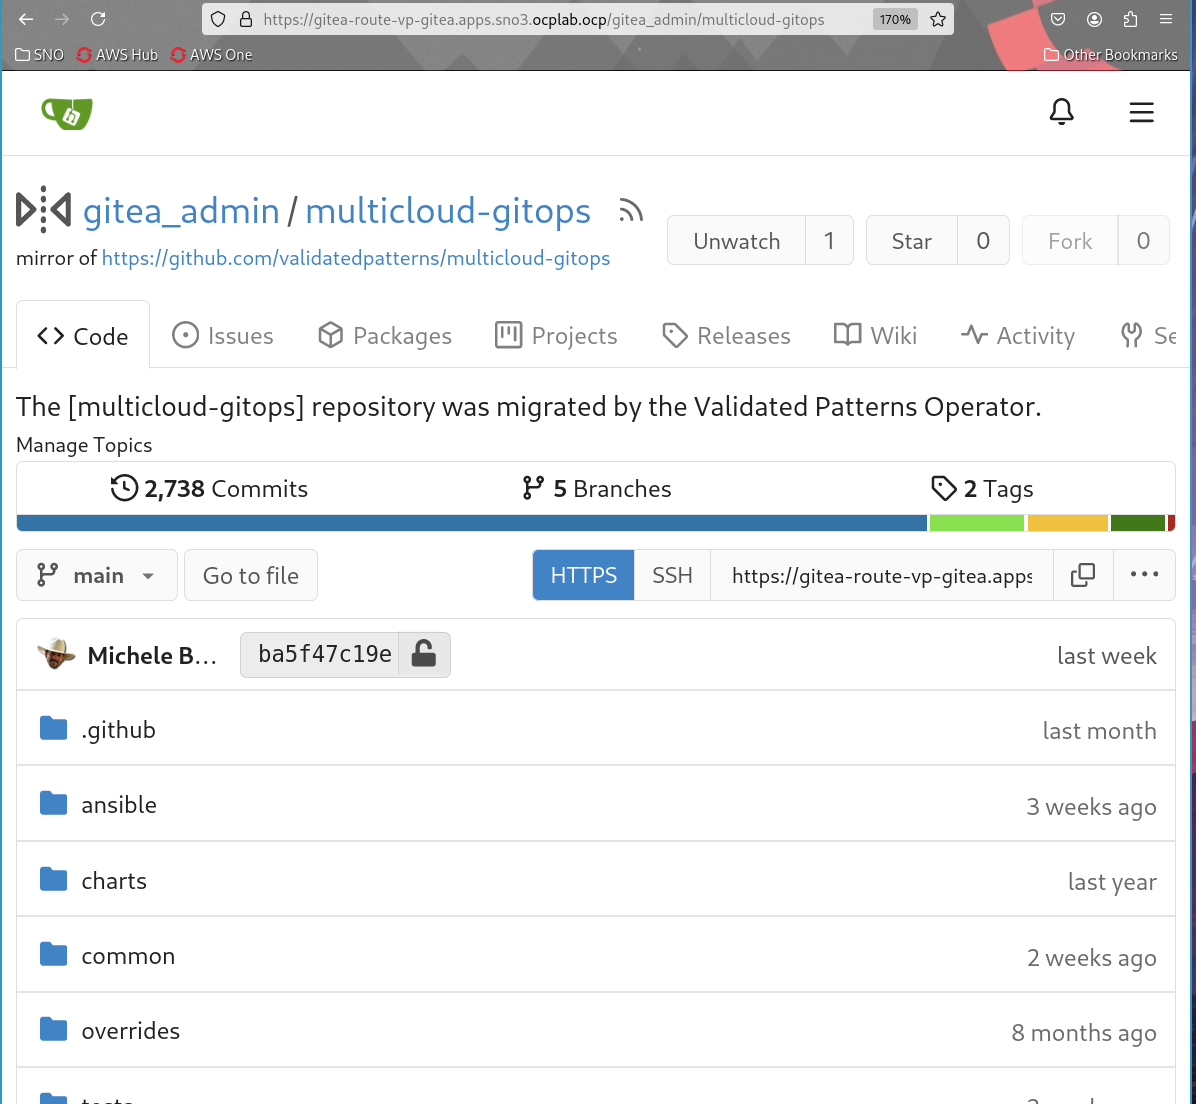 https://gitea-route-vp-gitea.apps.sno3.ocplab.ocp/gitea_admin/multicloud-gitops 170%
SNO AWS Hub AWS One Other Bookmarks
gitea_admin / multicloud-gitops
mirror of https://github.com/validatedpatterns/multicloud-gitops
Unwatch 1 Star 0 Fork 0
Code Issues Packages Projects Releases Wiki Activity Se
The [multicloud-gitops] repository was migrated by the Validated Patterns Operator.
Manage Topics
2,738 Commits 5 Branches 2 Tags
main Go to file HTTPS SSH https://gitea-route-vp-gitea.apps
Michele B... ba5f47c19e last week
.github last month
ansible 3 weeks ago
charts last year
common 2 weeks ago
overrides 8 months ago